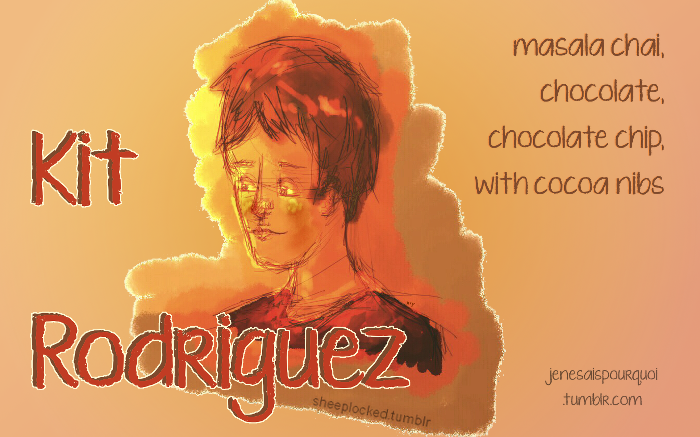 Kit
Rodriguez
masala chai,
chocolate,
chocolate chip,
with cocoa nibs
jenesaispourquoi
.tumblr.com
sheeplocked.tumblr